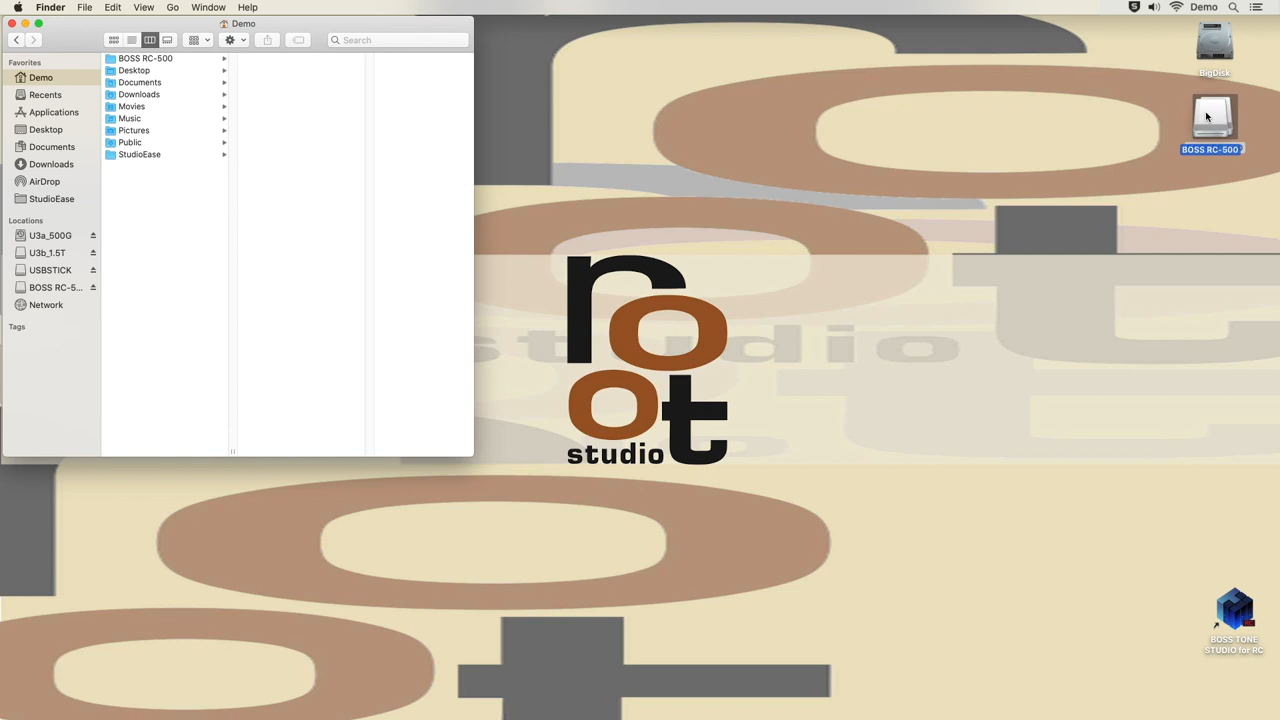 Finder File Edit View Go Window Help Demo
Demo
Search
Favorites
Demo
Recents
Applications
Desktop
Documents
Downloads
AirDrop
StudioEase
Locations
U3a_500G
U3b_1.5T
USBSTICK
BOSS RC-5...
Network
Tags
BOSS RC-500
Desktop
Documents
Downloads
Movies
Music
Pictures
Public
StudioEase
BigDisk
BOSS RC-500
root
studio
studio
BOSS TONE
STUDIO for RC